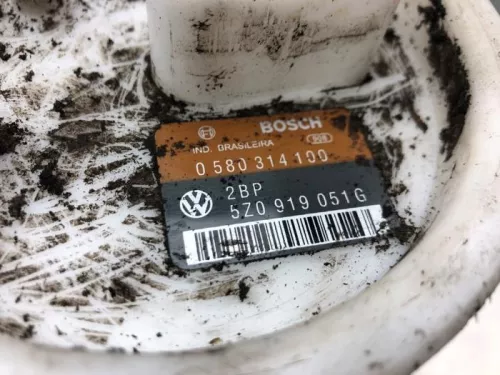 BOSCH
IND. BRASILEIRA
0 580 314 100
2BP
5Z0 919 051G